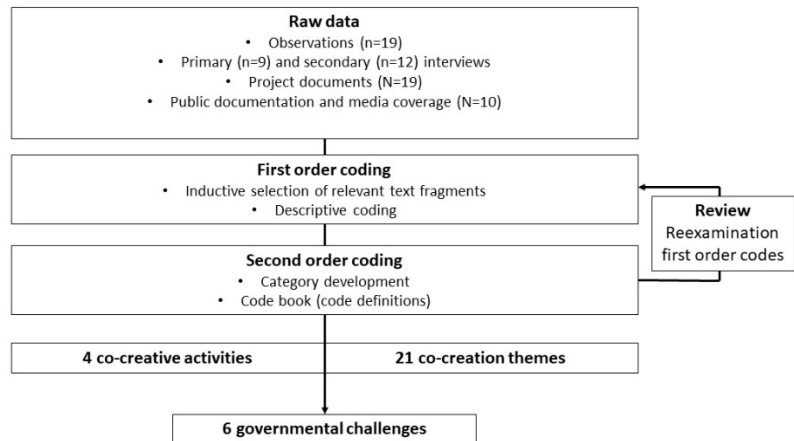 Raw data
• Observations (n=19)
• Primary (n=9) and secondary (n=12) interviews
• Project documents (N=19)
• Public documentation and media coverage (N=10)
First order coding
• Inductive selection of relevant text fragments
• Descriptive coding
Review
Reexamination
first order codes
Second order coding
• Category development
• Code book (code definitions)
4 co-creative activities
21 co-creation themes
6 governmental challenges